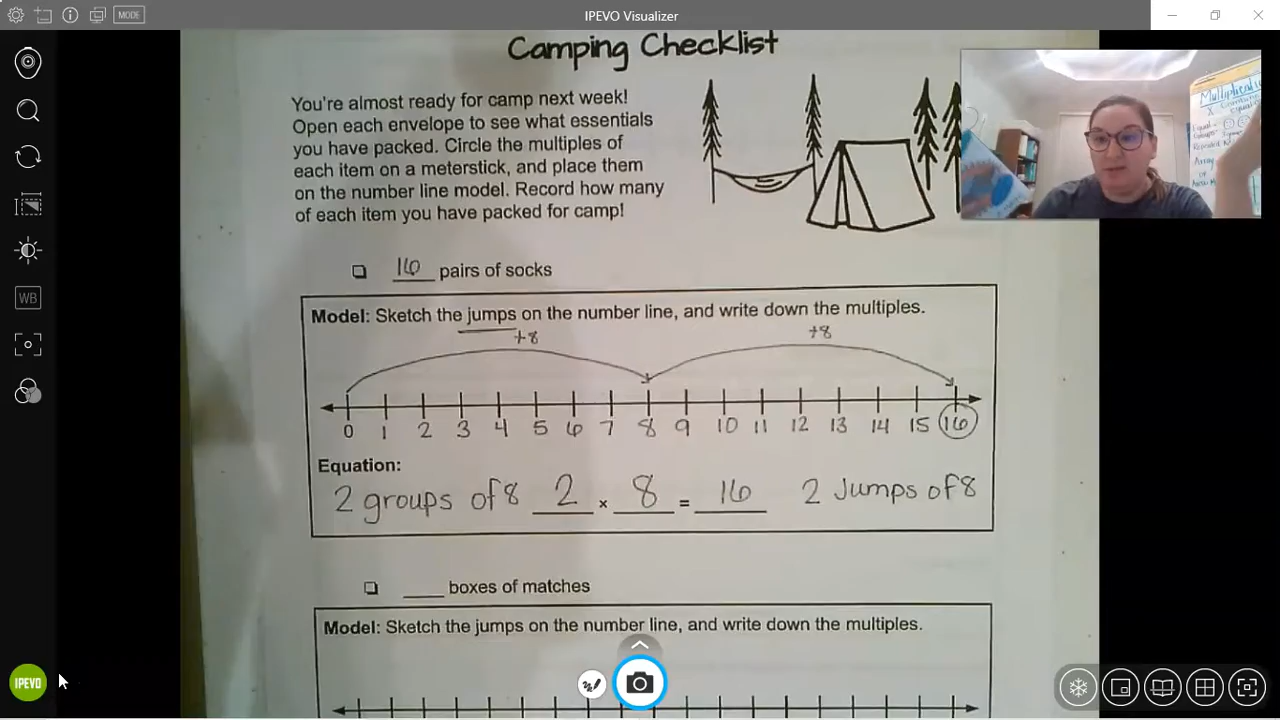 MODE
IPEVO Visualizer
Camping Checklist
You're almost ready for camp next week!
Open each envelope to see what essentials
you have packed. Circle the multiples of
each item on a meterstick, and place them
on the number line model. Record how many
of each item you have packed for camp!
Multiplicatio
Equal
Groups
Array
16 pairs of socks
Model: Sketch the jumps on the number line, and write down the multiples.
+8 +8
0 1 2 3 4 5 6 7 8 9 10 11 12 13 14 15 16
Equation:
2 groups of 8 2 × 8 = 16 2 Jumps of 8
____ boxes of matches
Model: Sketch the jumps on the number line, and write down the multiples.
WB
IPEVO